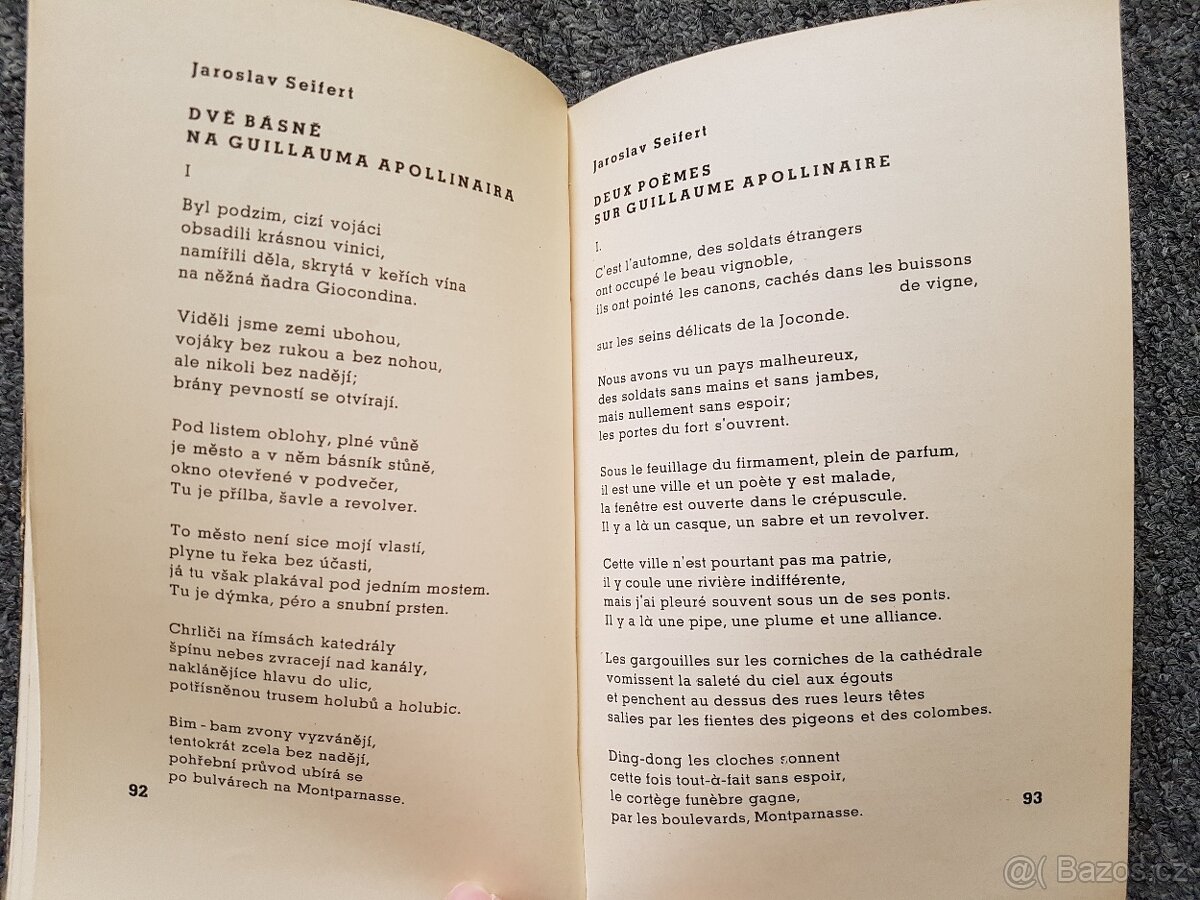 Jaroslav Seifert
DVĚ BÁSNĚ
NA GUILLAUMA APOLLINAIRA
I
Byl podzim, cizí vojáci
obsadili krásnou vinici,
namířili děla, skrytá v keřích vína
na něžná ňadra Giocondina.
Viděli jsme zemi ubohou,
vojáky bez rukou a bez nohou,
ale nikoli bez nadějí;
brány pevností se otvírají.
Pod listem oblohy, plné vůně
je město a v něm básník stůně,
okno otevřené v podvečer,
Tu je přílba, šavle a revolver.
To město není sice mojí vlastí,
plyne tu řeka bez účasti,
já tu však plakával pod jedním mostem.
Tu je dýmka, péro a snubní prsten.
Chrliči na římsách katedrály
špínu nebes zvracejí nad kanály,
naklánějíce hlavu do ulic,
potřísněnou trusem holubů a holubic.
Bim - bam zvony vyzvánějí,
tentokrát zcela bez nadějí,
pohřební průvod ubírá se
po bulvárech na Montparnasse.
92
Jaroslav Seifert
DEUX POÈMES
SUR GUILLAUME APOLLINAIRE
I.
C'est l'automne, des soldats étrangers
ont occupé le beau vignoble,
ils ont pointé les canons, cachés dans les buissons
de vigne,
sur les seins délicats de la Joconde.
Nous avons vu un pays malheureux,
des soldats sans mains et sans jambes,
mais nullement sans espoir;
les portes du fort s'ouvrent.
Sous le feuillage du firmament, plein de parfum,
il est une ville et un poète y est malade,
la fenêtre est ouverte dans le crépuscule.
Il y a là un casque, un sabre et un revolver.
Cette ville n'est pourtant pas ma patrie,
il y coule une rivière indifférente,
mais j'ai pleuré souvent sous un de ses ponts.
Il y a là une pipe, une plume et une alliance.
Les gargouilles sur les corniches de la cathédrale
vomissent la saleté du ciel aux égouts
et penchent au dessus des rues leurs têtes
salies par les fientes des pigeons et des colombes.
Ding-dong les cloches sonnent
cette fois tout-à-fait sans espoir,
le cortège funèbre gagne,
par les boulevards, Montparnasse.
93
@( Bazos.cz